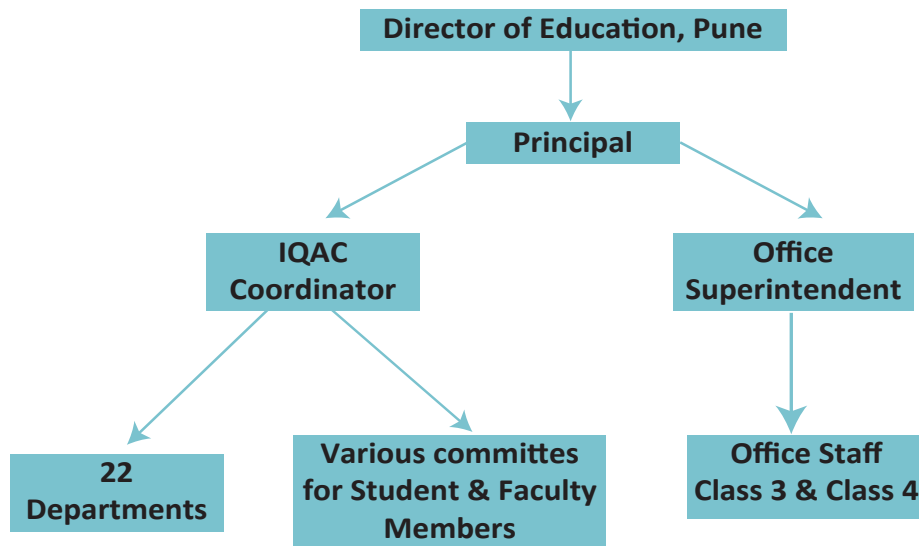 Director of Education, Pune
Principal
IQAC
Coordinator
Office
Superintendent
22
Departments
Various committes
for Student & Faculty
Members
Office Staff
Class 3 & Class 4